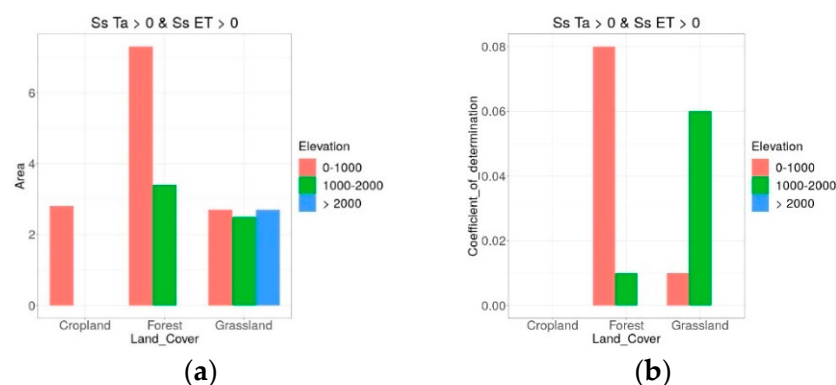 Ss Ta > 0 & Ss ET > 0
Area
6
4
2
0
Cropland
Forest
Grassland
Land_Cover
Elevation
0-1000
1000-2000
> 2000
(a)
Ss Ta > 0 & Ss ET > 0
Coefficient_of_determination
0.08
0.06
0.04
0.02
0.00
Cropland
Forest
Grassland
Land_Cover
Elevation
0-1000
1000-2000
> 2000
(b)